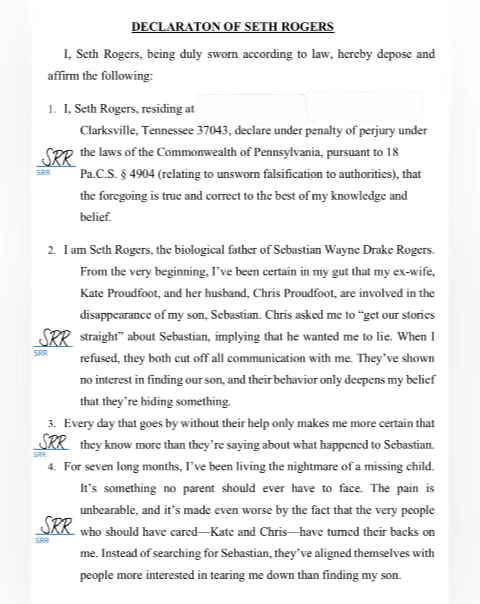 DECLARATON OF SETH ROGERS
I, Seth Rogers, being duly sworn according to law, hereby depose and
affirm the following:
1. I, Seth Rogers, residing at
Clarksville, Tennessee 37043, declare under penalty of perjury under
SRR the laws of the Commonwealth of Pennsylvania, pursuant to 18
SRR Pa.C.S. § 4904 (relating to unsworn falsification to authorities), that
the foregoing is true and correct to the best of my knowledge and
belief.
2. I am Seth Rogers, the biological father of Sebastian Wayne Drake Rogers.
From the very beginning, I've been certain in my gut that my ex-wife,
Kate Proudfoot, and her husband, Chris Proudfoot, are involved in the
disappearance of my son, Sebastian. Chris asked me to "get our stories
SRR straight" about Sebastian, implying that he wanted me to lie. When I
SRR refused, they both cut off all communication with me. They've shown
no interest in finding our son, and their behavior only deepens my belief
that they're hiding something.
3. Every day that goes by without their help only makes me more certain that
SRR they know more than they're saying about what happened to Sebastian.
SRR
4. For seven long months, I've been living the nightmare of a missing child.
It's something no parent should ever have to face. The pain is
unbearable, and it's made even worse by the fact that the very people
SRR who should have cared—Kate and Chris—have turned their backs on
SRR me. Instead of searching for Sebastian, they've aligned themselves with
people more interested in tearing me down than finding my son.